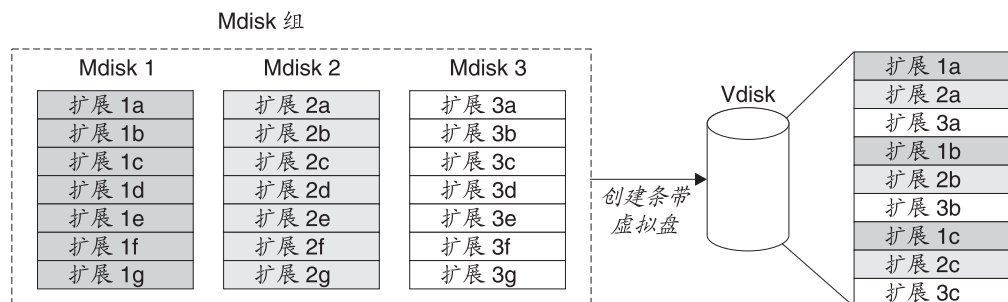 Mdisk 组
Mdisk 1
扩展 1a
扩展 1b
扩展 1c
扩展 1d
扩展 1e
扩展 1f
扩展 1g
Mdisk 2
扩展 2a
扩展 2b
扩展 2c
扩展 2d
扩展 2e
扩展 2f
扩展 2g
Mdisk 3
扩展 3a
扩展 3b
扩展 3c
扩展 3d
扩展 3e
扩展 3f
扩展 3g
创建条带
虚拟盘
Vdisk
扩展 1a
扩展 2a
扩展 3a
扩展 1b
扩展 2b
扩展 3b
扩展 1c
扩展 2c
扩展 3c